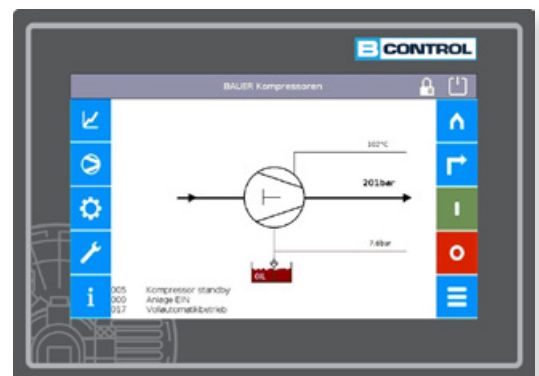 B CONTROL
BAUER Kompressoren
102°C
201bar
7.6bar
OIL
005 Kompressor standby
000 Anlage EIN
017 Vollautomatikbetrieb
I
O
i